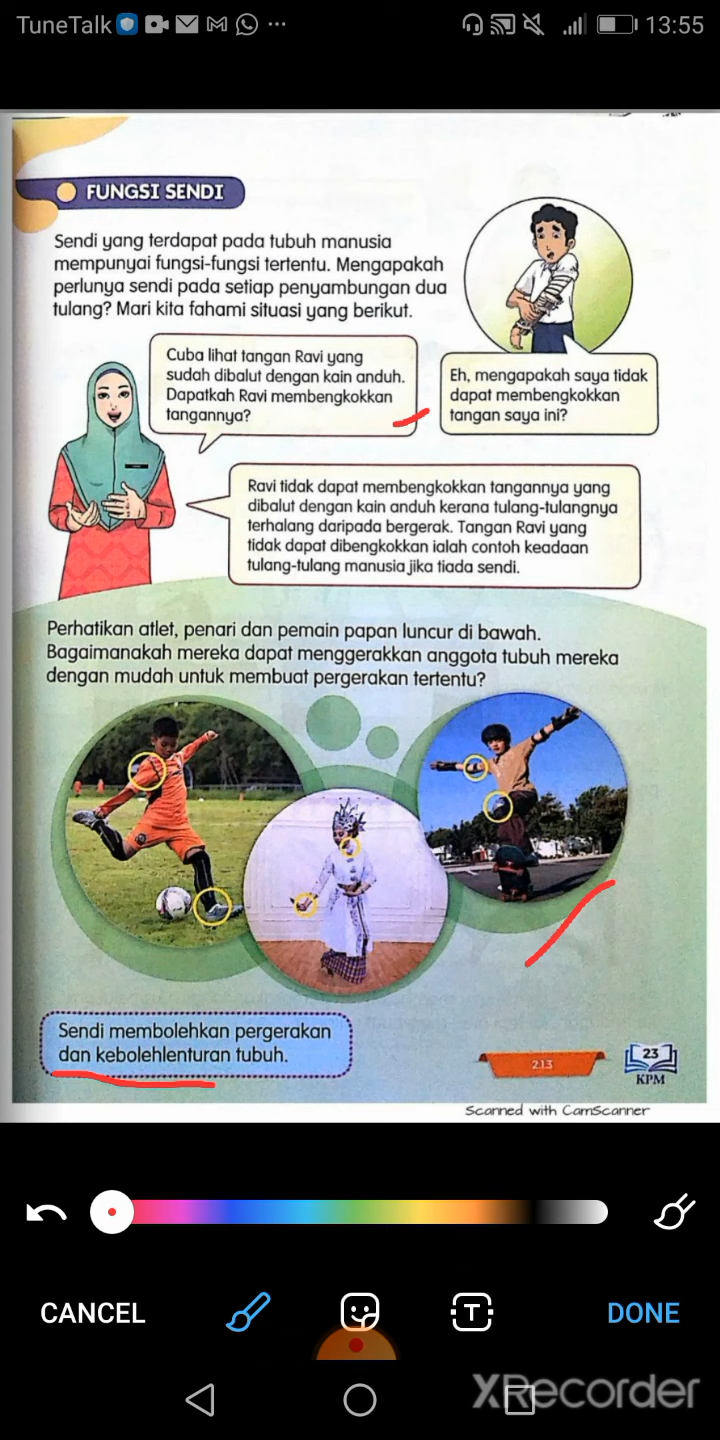 TuneTalk
13:55
FUNGSI SENDI
Sendi yang terdapat pada tubuh manusia
mempunyai fungsi-fungsi tertentu. Mengapakah
perlunya sendi pada setiap penyambungan dua
tulang? Mari kita fahami situasi yang berikut.
Cuba lihat tangan Ravi yang
sudah dibalut dengan kain anduh.
Dapatkah Ravi membengkokkan
tangannya?
Eh, mengapakah saya tidak
dapat membengkokkan
tangan saya ini?
Ravi tidak dapat membengkokkan tangannya yang
dibalut dengan kain anduh kerana tulang-tulangnya
terhalang daripada bergerak. Tangan Ravi yang
tidak dapat dibengkokkan ialah contoh keadaan
tulang-tulang manusia jika tiada sendi.
Perhatikan atlet, penari dan pemain papan luncur di bawah.
Bagaimanakah mereka dapat menggerakkan anggota tubuh mereka
dengan mudah untuk membuat pergerakan tertentu?
Sendi membolehkan pergerakan
dan kebolehlenturan tubuh.
2.1.3
23
KPM
Scanned with CamScanner
CANCEL
T
DONE
XRecorder